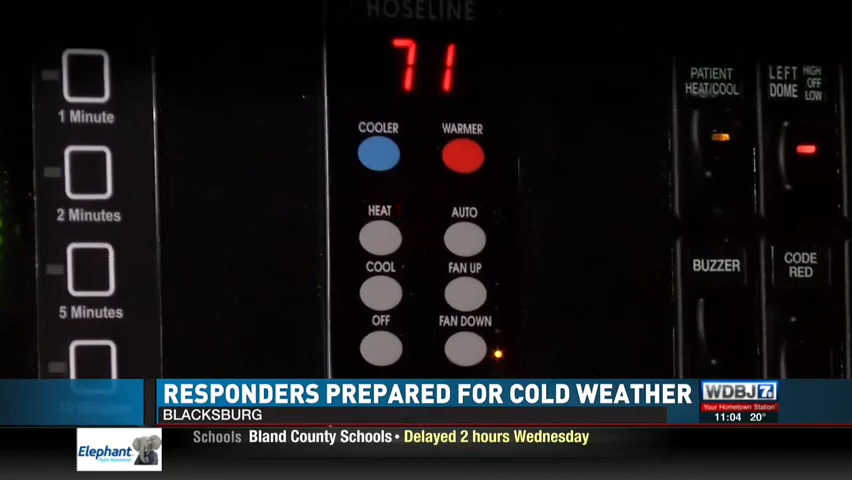 HOSELINE
71
1 Minute
2 Minutes
5 Minutes
COOLER
WARMER
HEAT
AUTO
COOL
FAN UP
OFF
FAN DOWN
PATIENT
HEAT/COOL
LEFT
DOME
HIGH
OFF
LOW
BUZZER
CODE
RED
RESPONDERS PREPARED FOR COLD WEATHER
BLACKSBURG
WDBJ7
Your Hometown Station
11:04 20°
Elephant
Schools Bland County Schools • Delayed 2 hours Wednesday